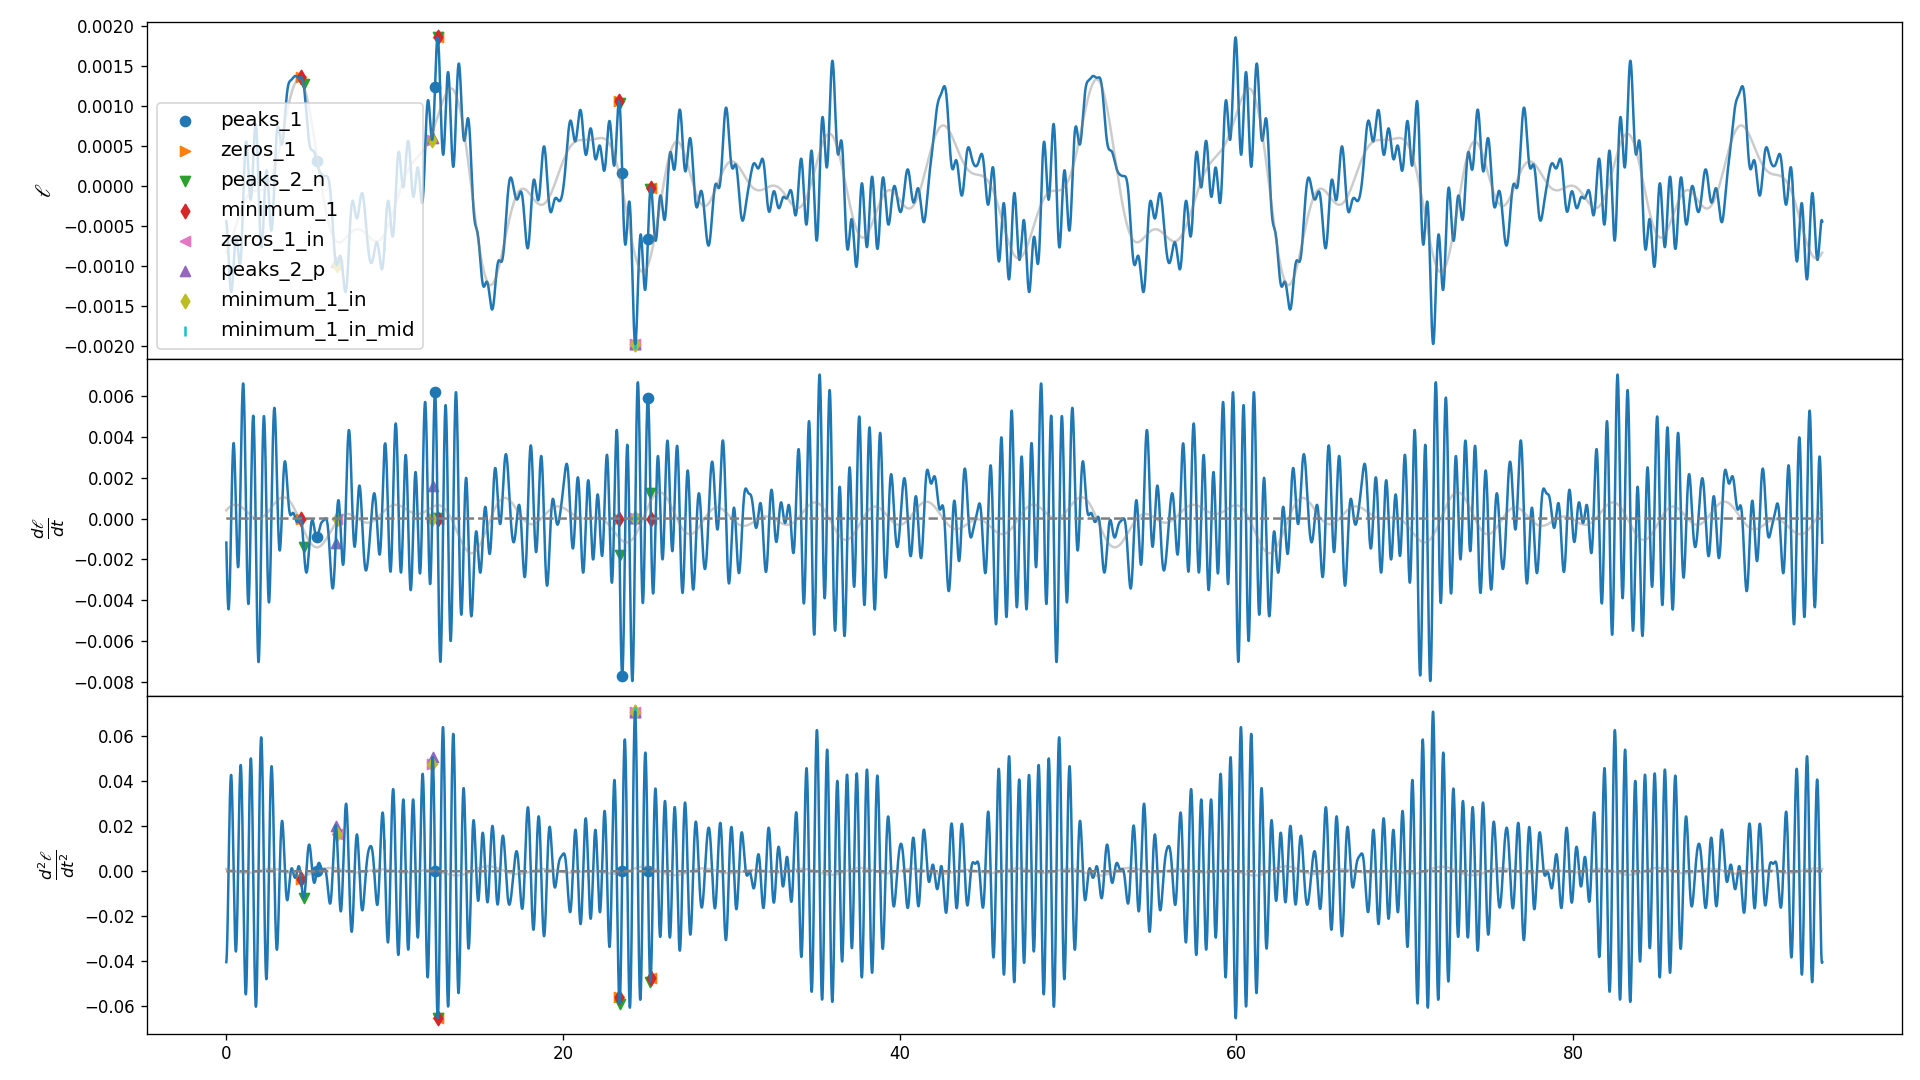 0.0020
0.0015
0.0010
0.0005
0.0000
−0.0005
−0.0010
−0.0015
−0.0020
ℓ
peaks_1
zeros_1
peaks_2_n
minimum_1
zeros_1_in
peaks_2_p
minimum_1_in
minimum_1_in_mid
0.006
0.004
0.002
0.000
−0.002
−0.004
−0.006
−0.008
dℓ
dt
0.06
0.04
0.02
0.00
−0.02
−0.04
−0.06
d²ℓ
dt²
0 20 40 60 80